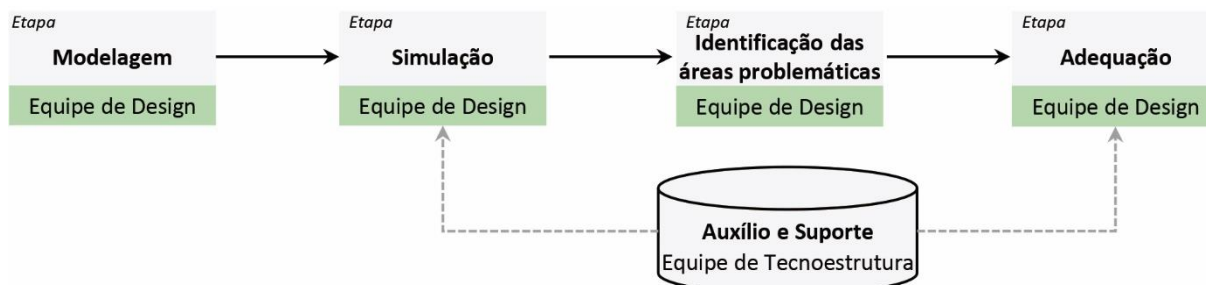 Etapa
Modelagem
Equipe de Design
Etapa
Simulação
Equipe de Design
Etapa
Identificação das
áreas problemáticas
Equipe de Design
Etapa
Adequação
Equipe de Design
Auxílio e Suporte
Equipe de Tecnoestrutura